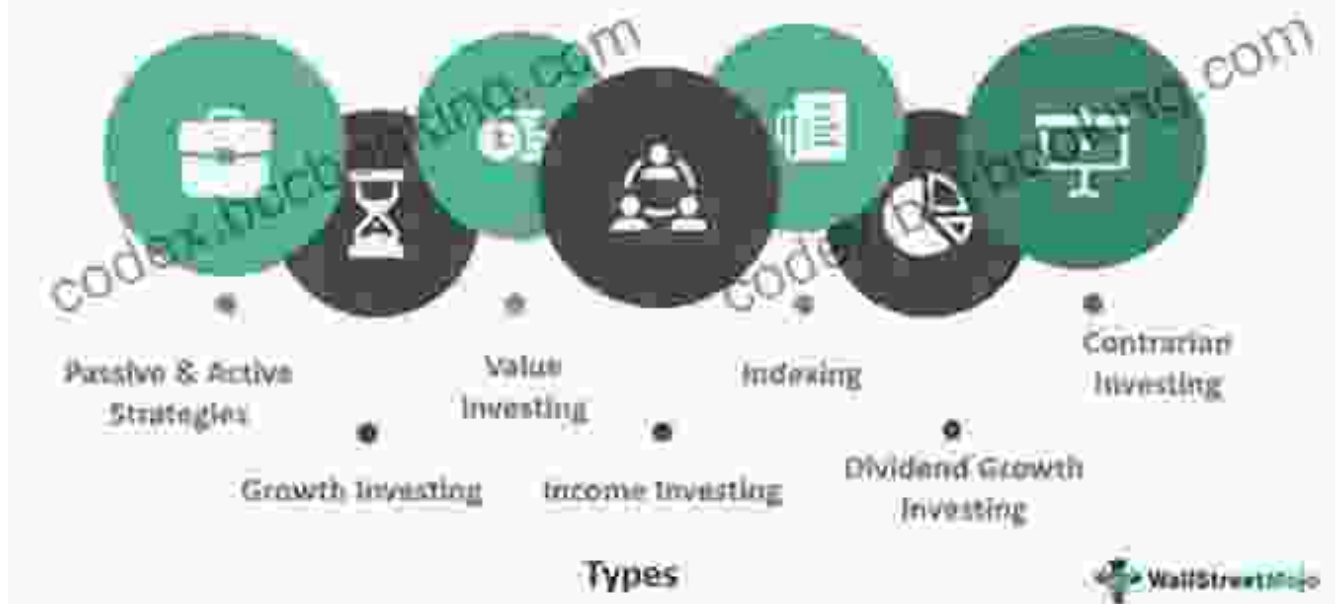 Passive & Active
Strategies
Growth Investing
Value
Investing
Income Investing
Indexing
Dividend Growth
Investing
Contrarian
Investing
Types
WallStreetMojo